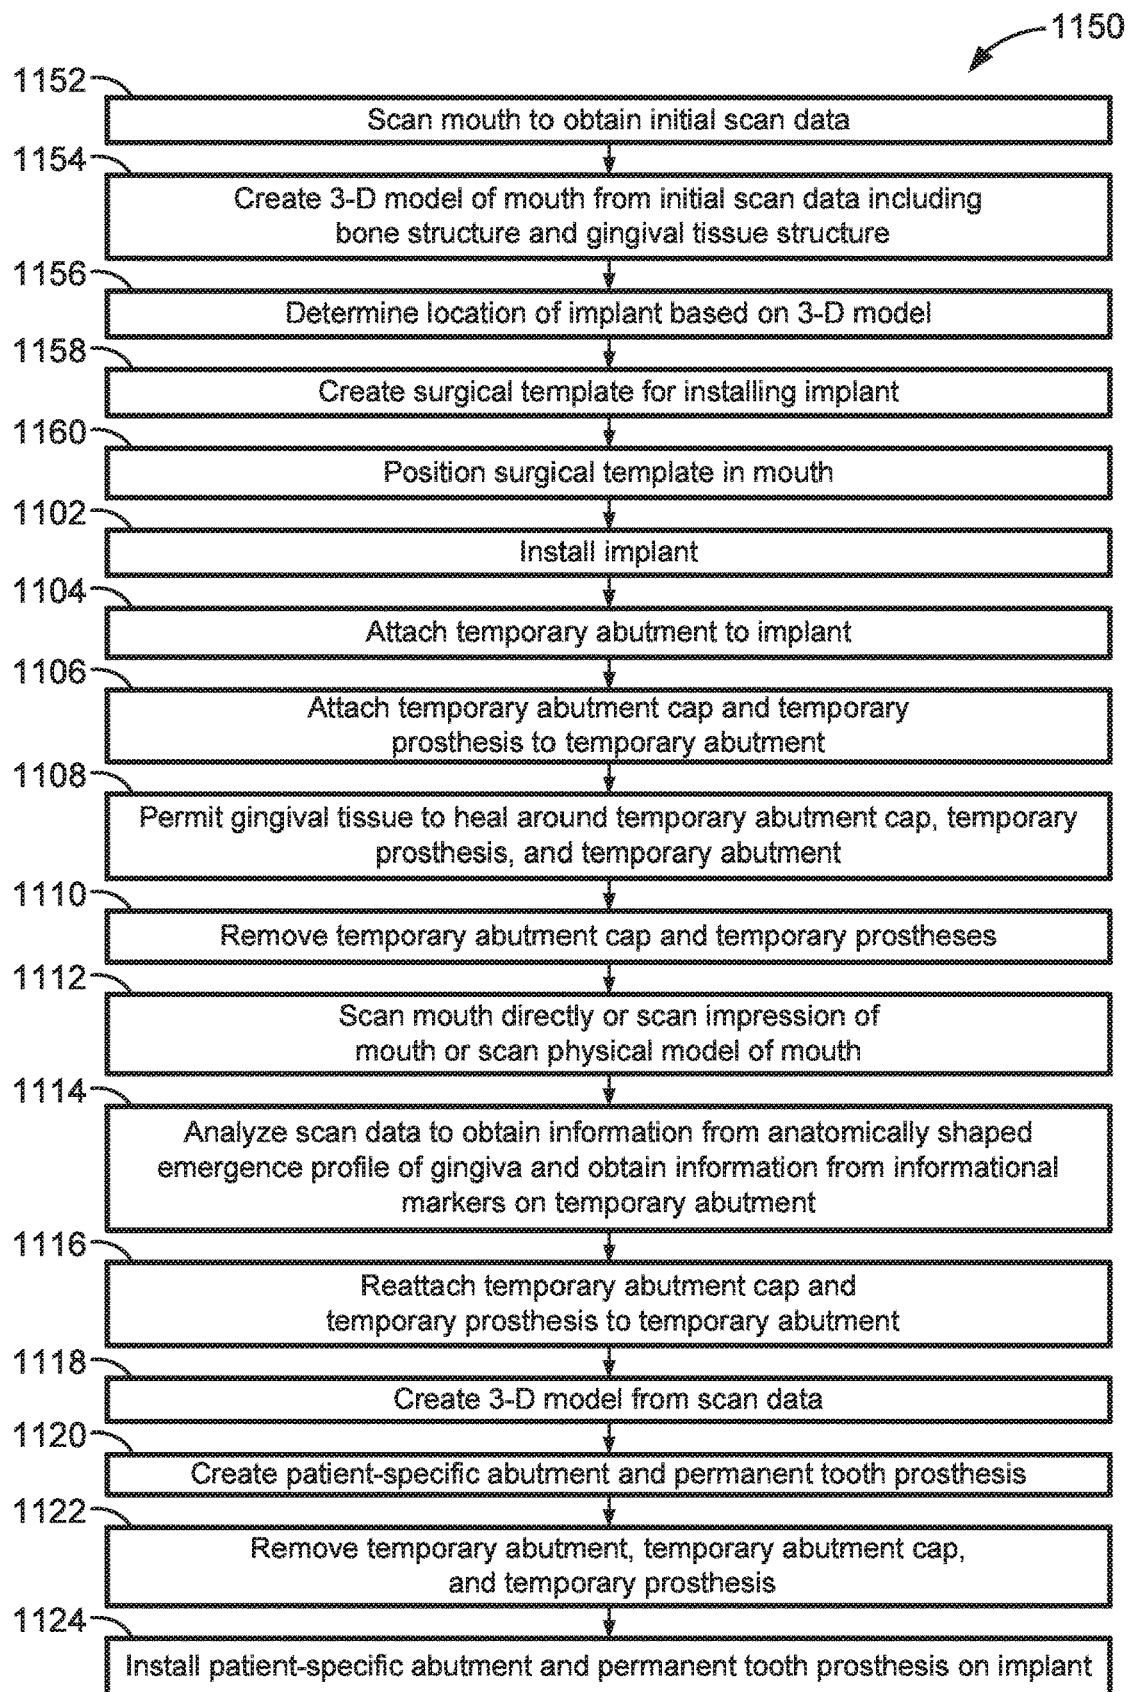 1150
1152
Scan mouth to obtain initial scan data
1154
Create 3-D model of mouth from initial scan data including
bone structure and gingival tissue structure
1156
Determine location of implant based on 3-D model
1158
Create surgical template for installing implant
1160
Position surgical template in mouth
1102
Install implant
1104
Attach temporary abutment to implant
1106
Attach temporary abutment cap and temporary
prosthesis to temporary abutment
1108
Permit gingival tissue to heal around temporary abutment cap, temporary
prosthesis, and temporary abutment
1110
Remove temporary abutment cap and temporary prostheses
1112
Scan mouth directly or scan impression of
mouth or scan physical model of mouth
1114
Analyze scan data to obtain information from anatomically shaped
emergence profile of gingiva and obtain information from informational
markers on temporary abutment
1116
Reattach temporary abutment cap and
temporary prosthesis to temporary abutment
1118
Create 3-D model from scan data
1120
Create patient-specific abutment and permanent tooth prosthesis
1122
Remove temporary abutment, temporary abutment cap,
and temporary prosthesis
1124
Install patient-specific abutment and permanent tooth prosthesis on implant